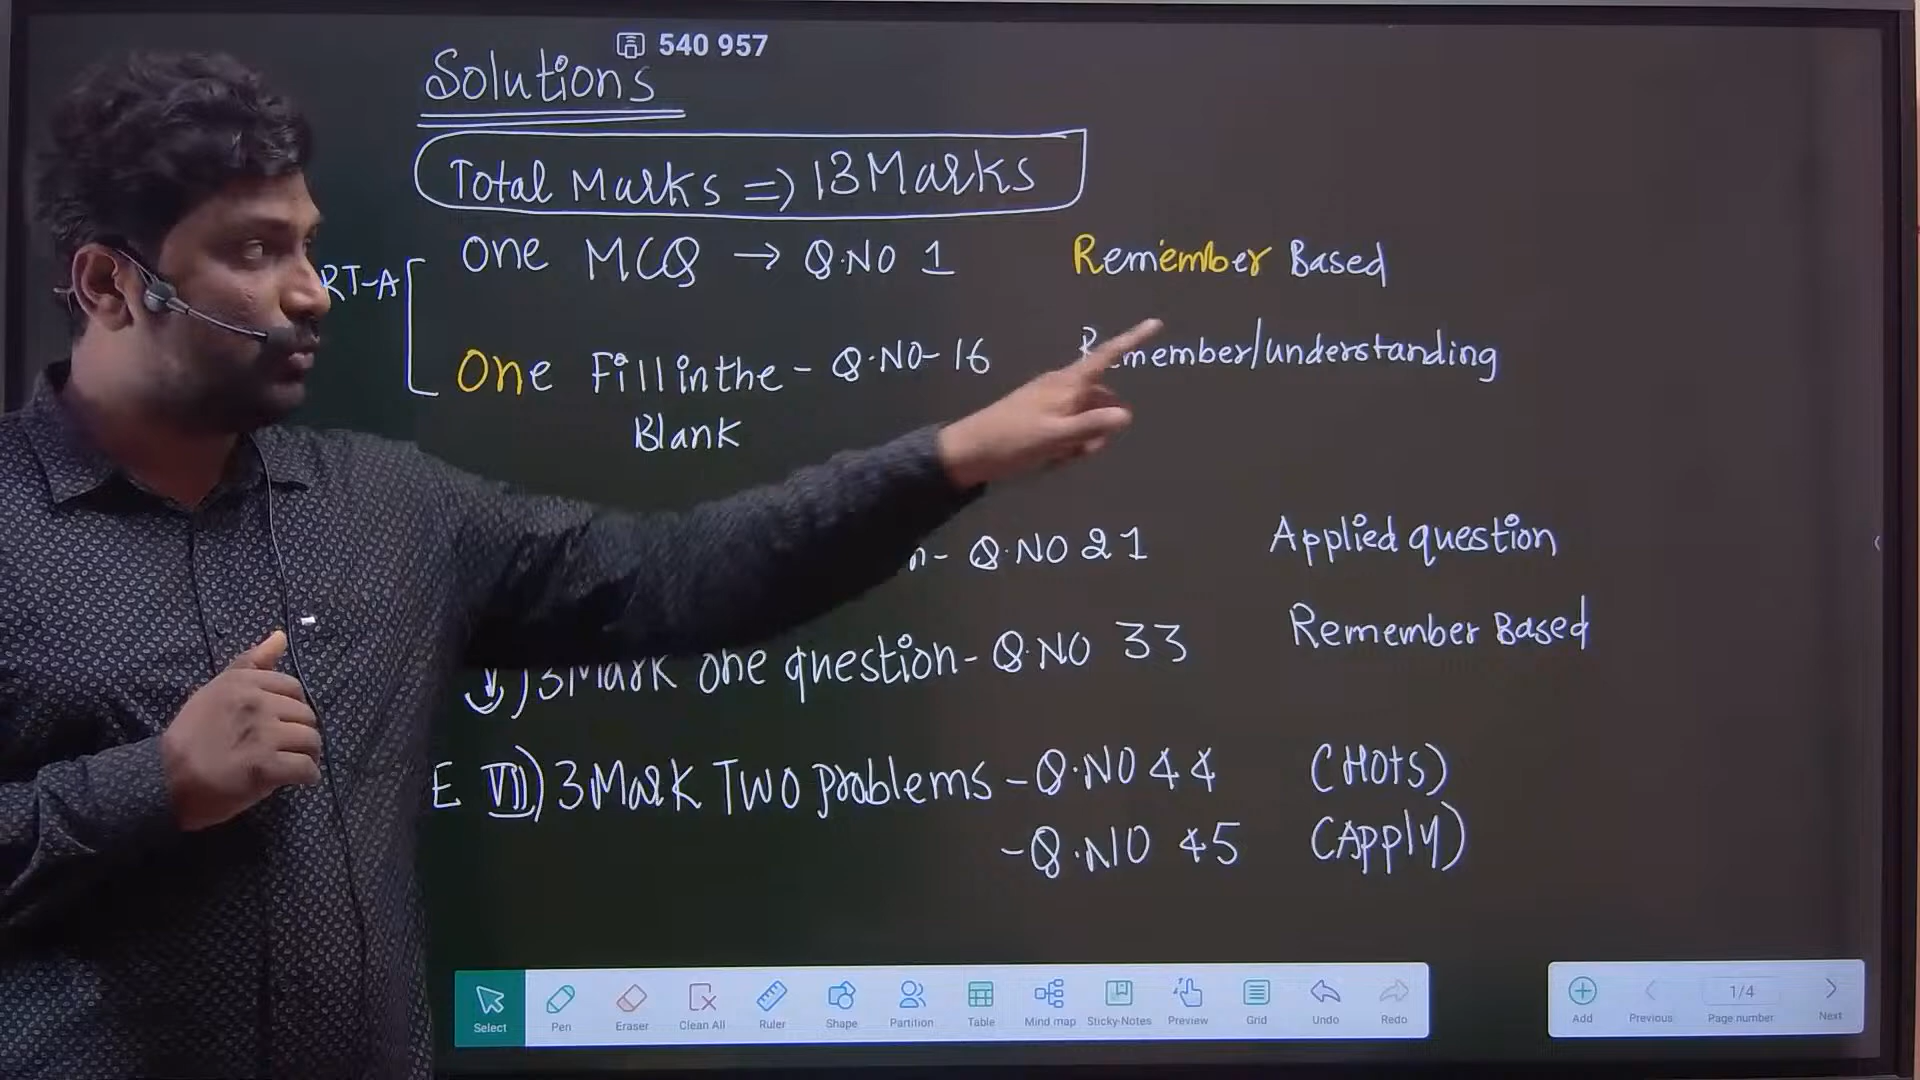 540 957
Solutions
Total Marks => 13 Marks
RT-A
One MCQ → Q.NO 1 Remember Based
One Fill in the - Q.NO- 16 Remember/understanding
Blank
n- Q.NO 21 Applied question
3 Mark one question- Q.NO 33 Remember Based
E VII) 3 Mark Two problems - Q.NO 44 (HOTS)
- Q.NO 45 (Apply)
Select Pen Eraser Clean All Ruler Shape Partition Table Mind map Sticky-Notes Preview Grid Undo Redo
Add Previous 1/4 Page number Next